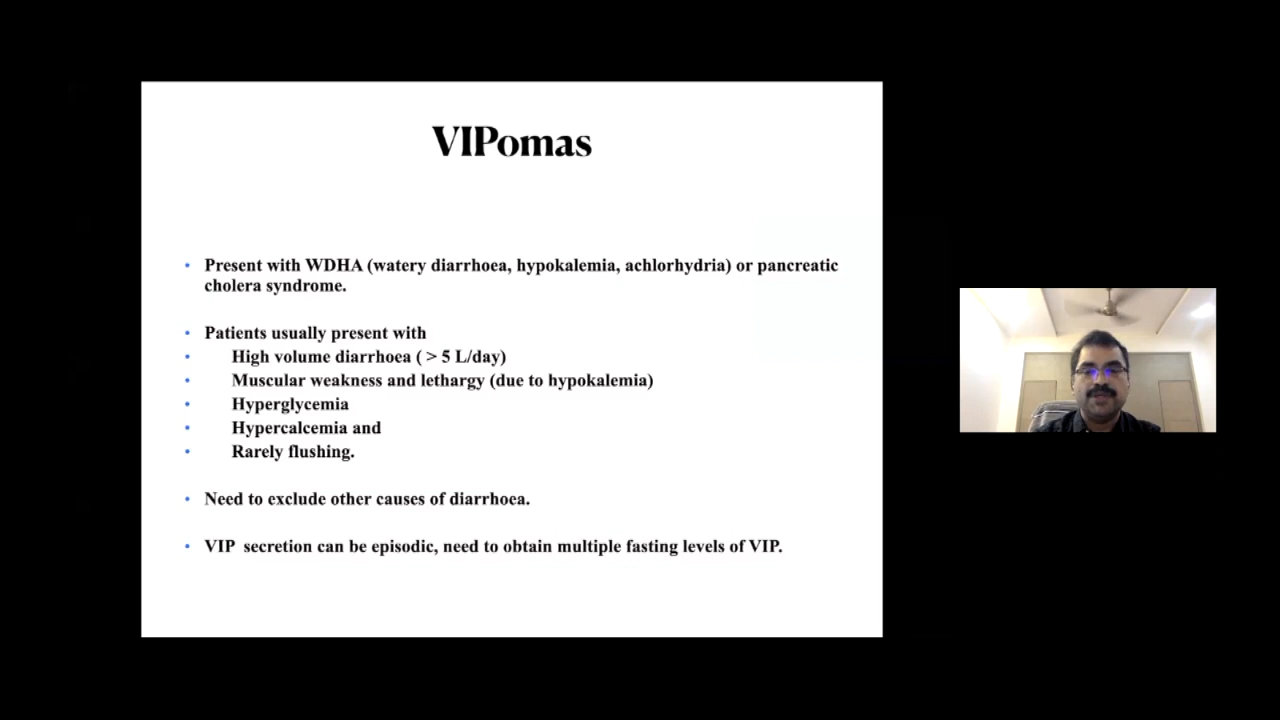 VIPomas
• Present with WDHA (watery diarrhoea, hypokalemia, achlorhydria) or pancreatic
cholera syndrome.
• Patients usually present with
• High volume diarrhoea ( > 5 L/day)
• Muscular weakness and lethargy (due to hypokalemia)
• Hyperglycemia
• Hypercalcemia and
• Rarely flushing.
• Need to exclude other causes of diarrhoea.
• VIP  secretion can be episodic, need to obtain multiple fasting levels of VIP.